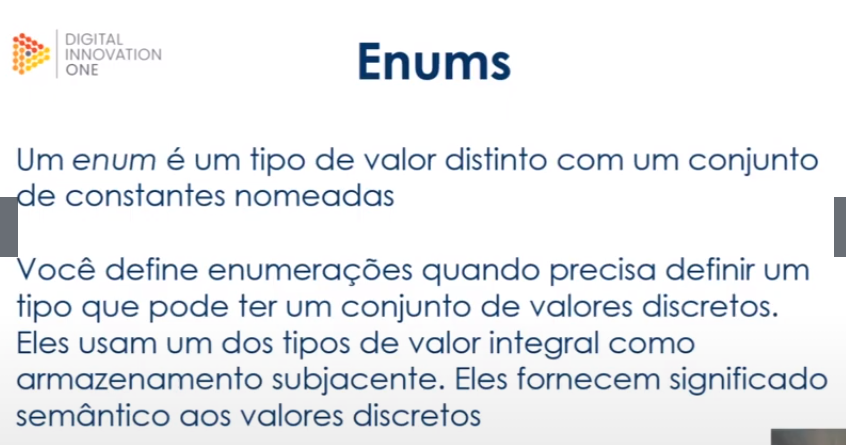 DIGITAL
INNOVATION
ONE
Enums
Um enum é um tipo de valor distinto com um conjunto
de constantes nomeadas
Você define enumerações quando precisa definir um
tipo que pode ter um conjunto de valores discretos.
Eles usam um dos tipos de valor integral como
armazenamento subjacente. Eles fornecem significado
semântico aos valores discretos